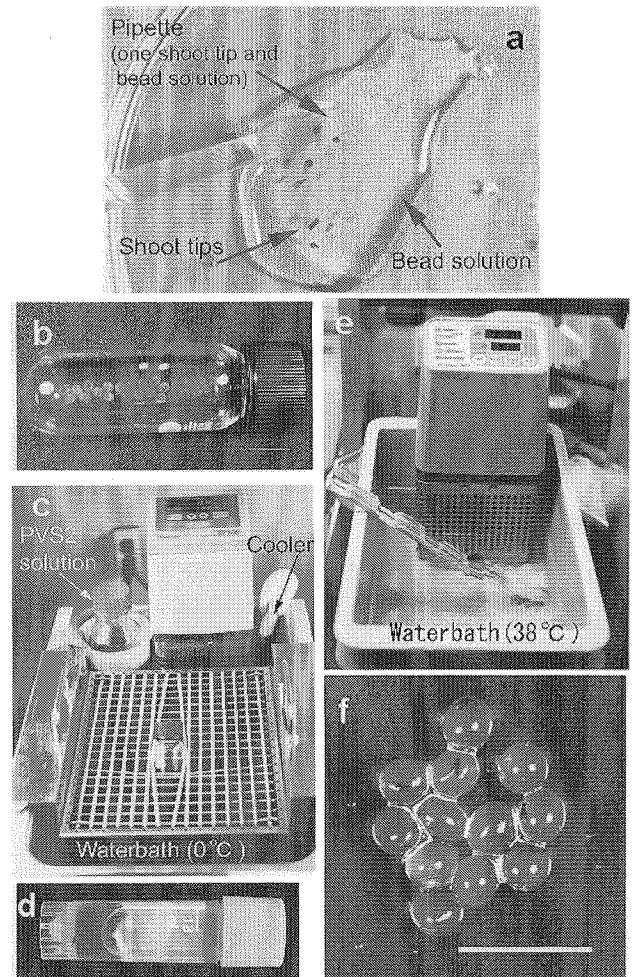 a
Pipette
(one shoot tip and
bead solution)
Shoot tips
Bead solution
b
c
PVS2
solution
Cooler
Waterbath (0°C)
d
e
Waterbath (38°C)
f